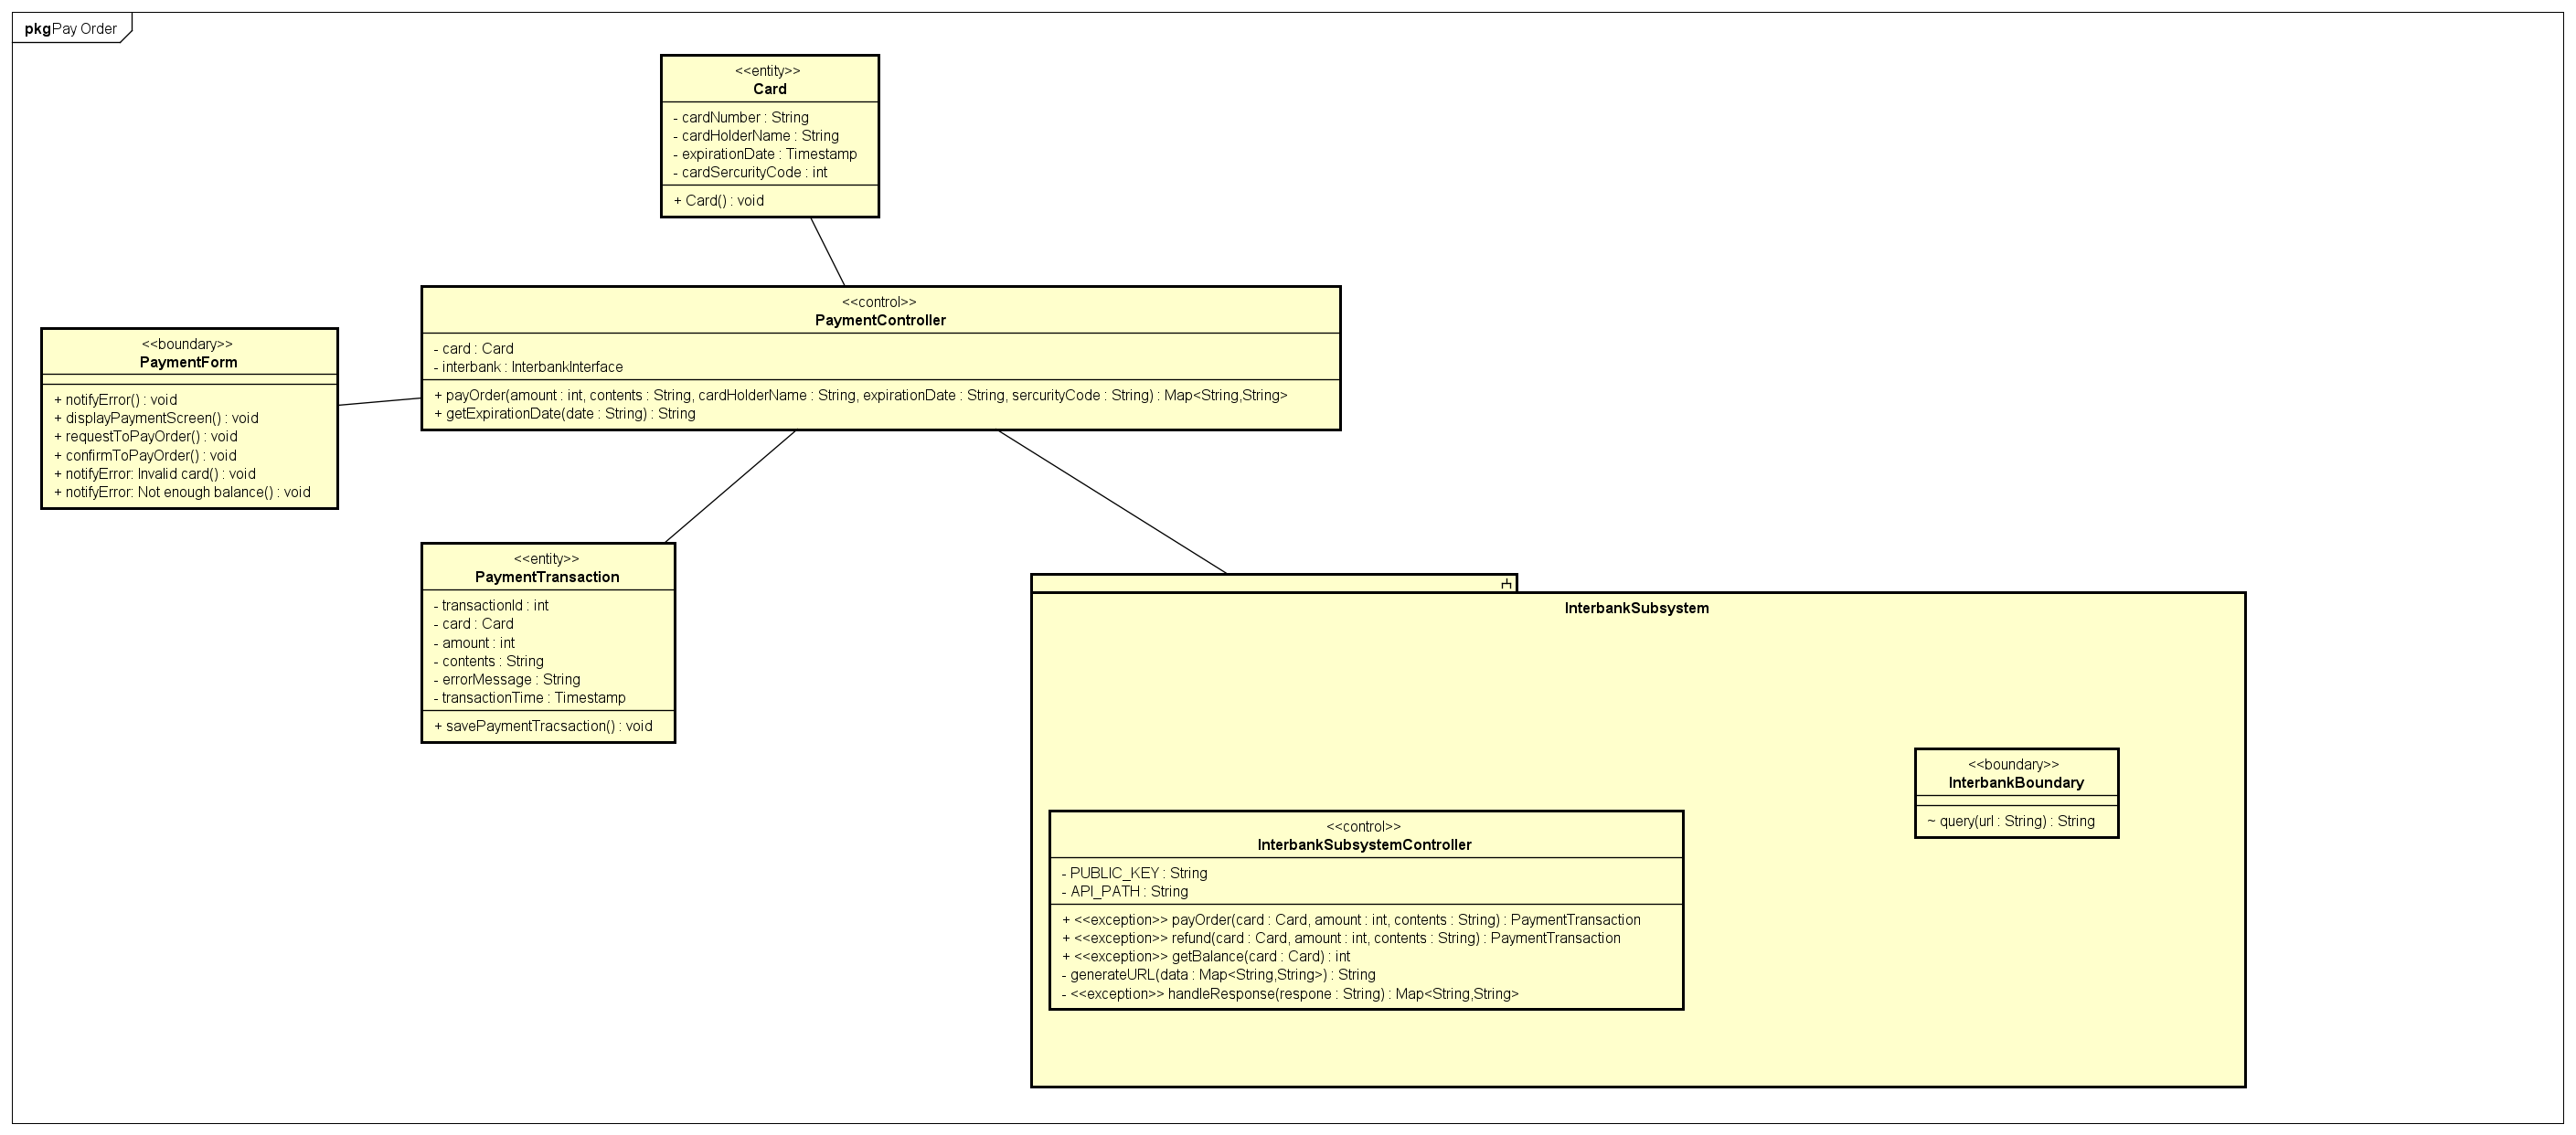 pkg Pay Order
<<entity>>
Card
- cardNumber : String
- cardHolderName : String
- expirationDate : Timestamp
- cardSercurityCode : int
+ Card() : void
<<control>>
PaymentController
- card : Card
- interbank : InterbankInterface
+ payOrder(amount : int, contents : String, cardHolderName : String, expirationDate : String, sercurityCode : String) : Map<String,String>
+ getExpirationDate(date : String) : String
<<boundary>>
PaymentForm
+ notifyError() : void
+ displayPaymentScreen() : void
+ requestToPayOrder() : void
+ confirmToPayOrder() : void
+ notifyError: Invalid card() : void
+ notifyError: Not enough balance() : void
<<entity>>
PaymentTransaction
- transactionId : int
- card : Card
- amount : int
- contents : String
- errorMessage : String
- transactionTime : Timestamp
+ savePaymentTracsaction() : void
InterbankSubsystem
<<boundary>>
InterbankBoundary
~ query(url : String) : String
<<control>>
InterbankSubsystemController
- PUBLIC_KEY : String
- API_PATH : String
+ <<exception>> payOrder(card : Card, amount : int, contents : String) : PaymentTransaction
+ <<exception>> refund(card : Card, amount : int, contents : String) : PaymentTransaction
+ <<exception>> getBalance(card : Card) : int
- generateURL(data : Map<String,String>) : String
- <<exception>> handleResponse(respone : String) : Map<String,String>